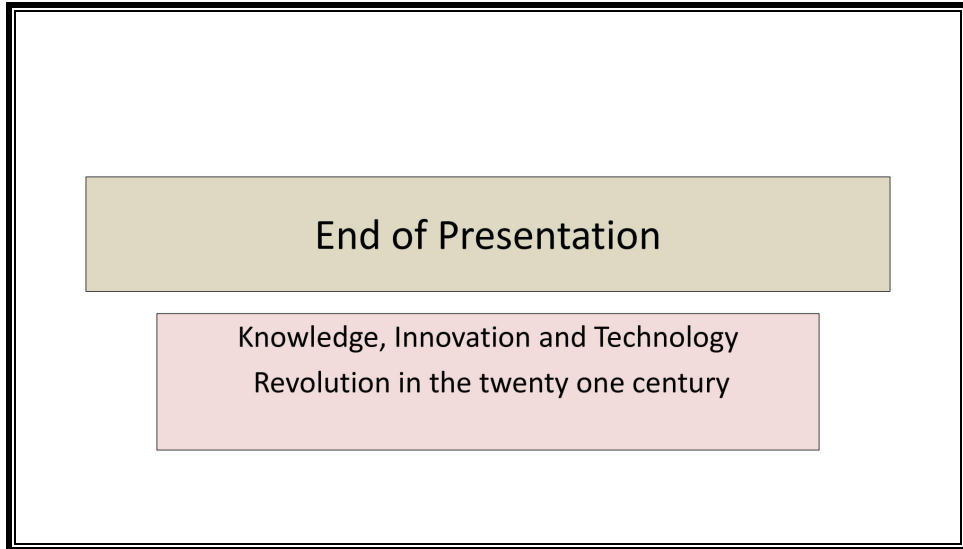 End of Presentation
Knowledge, Innovation and Technology
Revolution in the twenty one century